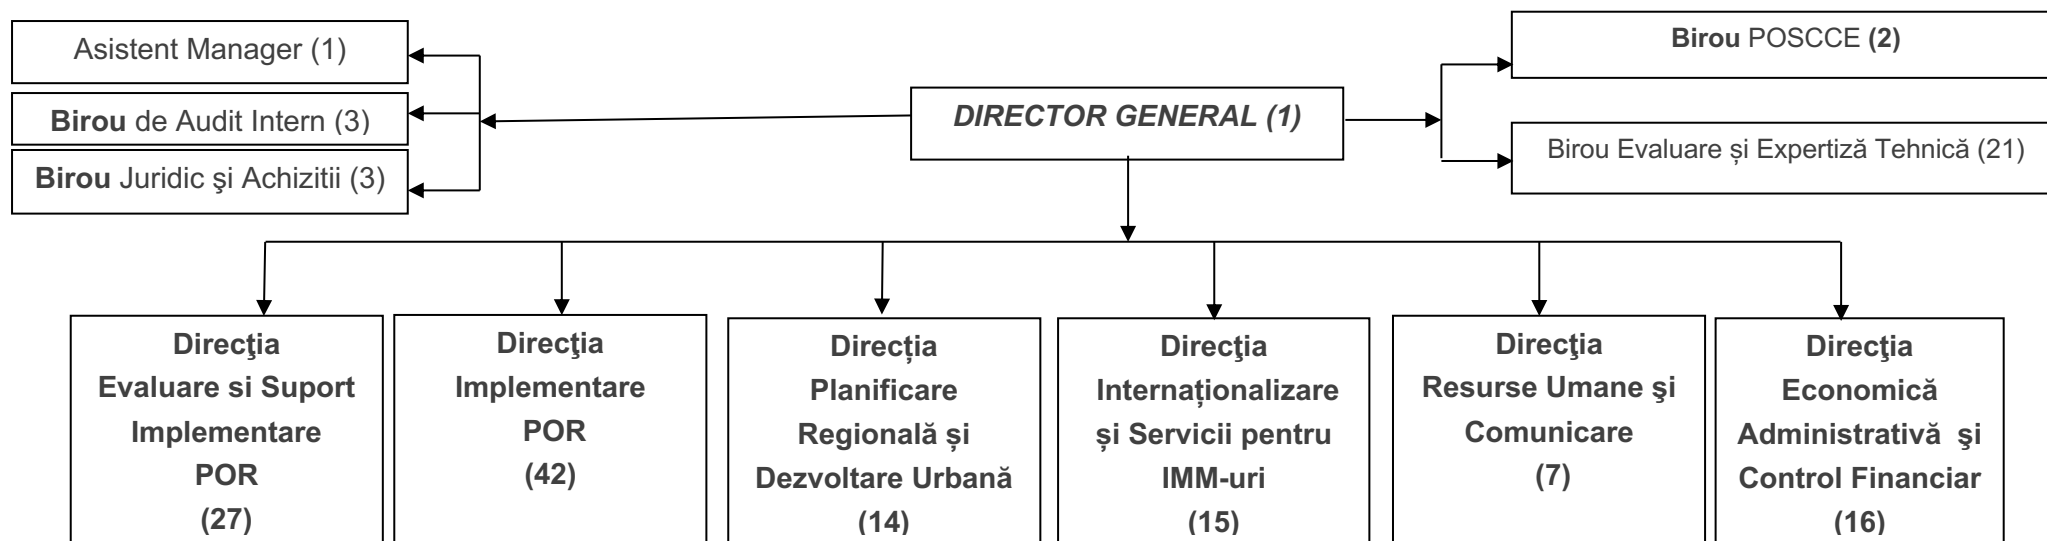 Asistent Manager (1)
Birou de Audit Intern (3)
Birou Juridic şi Achizitii (3)
DIRECTOR GENERAL (1)
Birou POSCCE (2)
Birou Evaluare și Expertiză Tehnică (21)
Direcţia
Evaluare si Suport
Implementare
POR
(27)
Direcţia
Implementare
POR
(42)
Direcția
Planificare
Regională și
Dezvoltare Urbană
(14)
Direcţia
Internaționalizare
și Servicii pentru
IMM-uri
(15)
Direcţia
Resurse Umane şi
Comunicare
(7)
Direcţia
Economică
Administrativă şi
Control Financiar
(16)